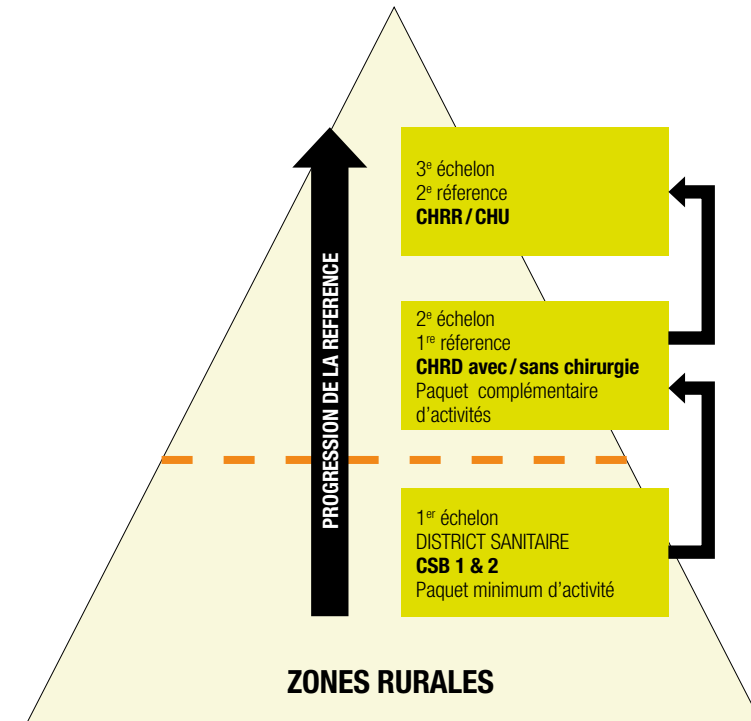 3e échelon
2e réference
CHRR / CHU
PROGRESSION DE LA REFERENCE
2e échelon
1re réference
CHRD avec / sans chirurgie
Paquet complémentaire
d'activités
1er échelon
DISTRICT SANITAIRE
CSB 1 & 2
Paquet minimum d'activité
ZONES RURALES